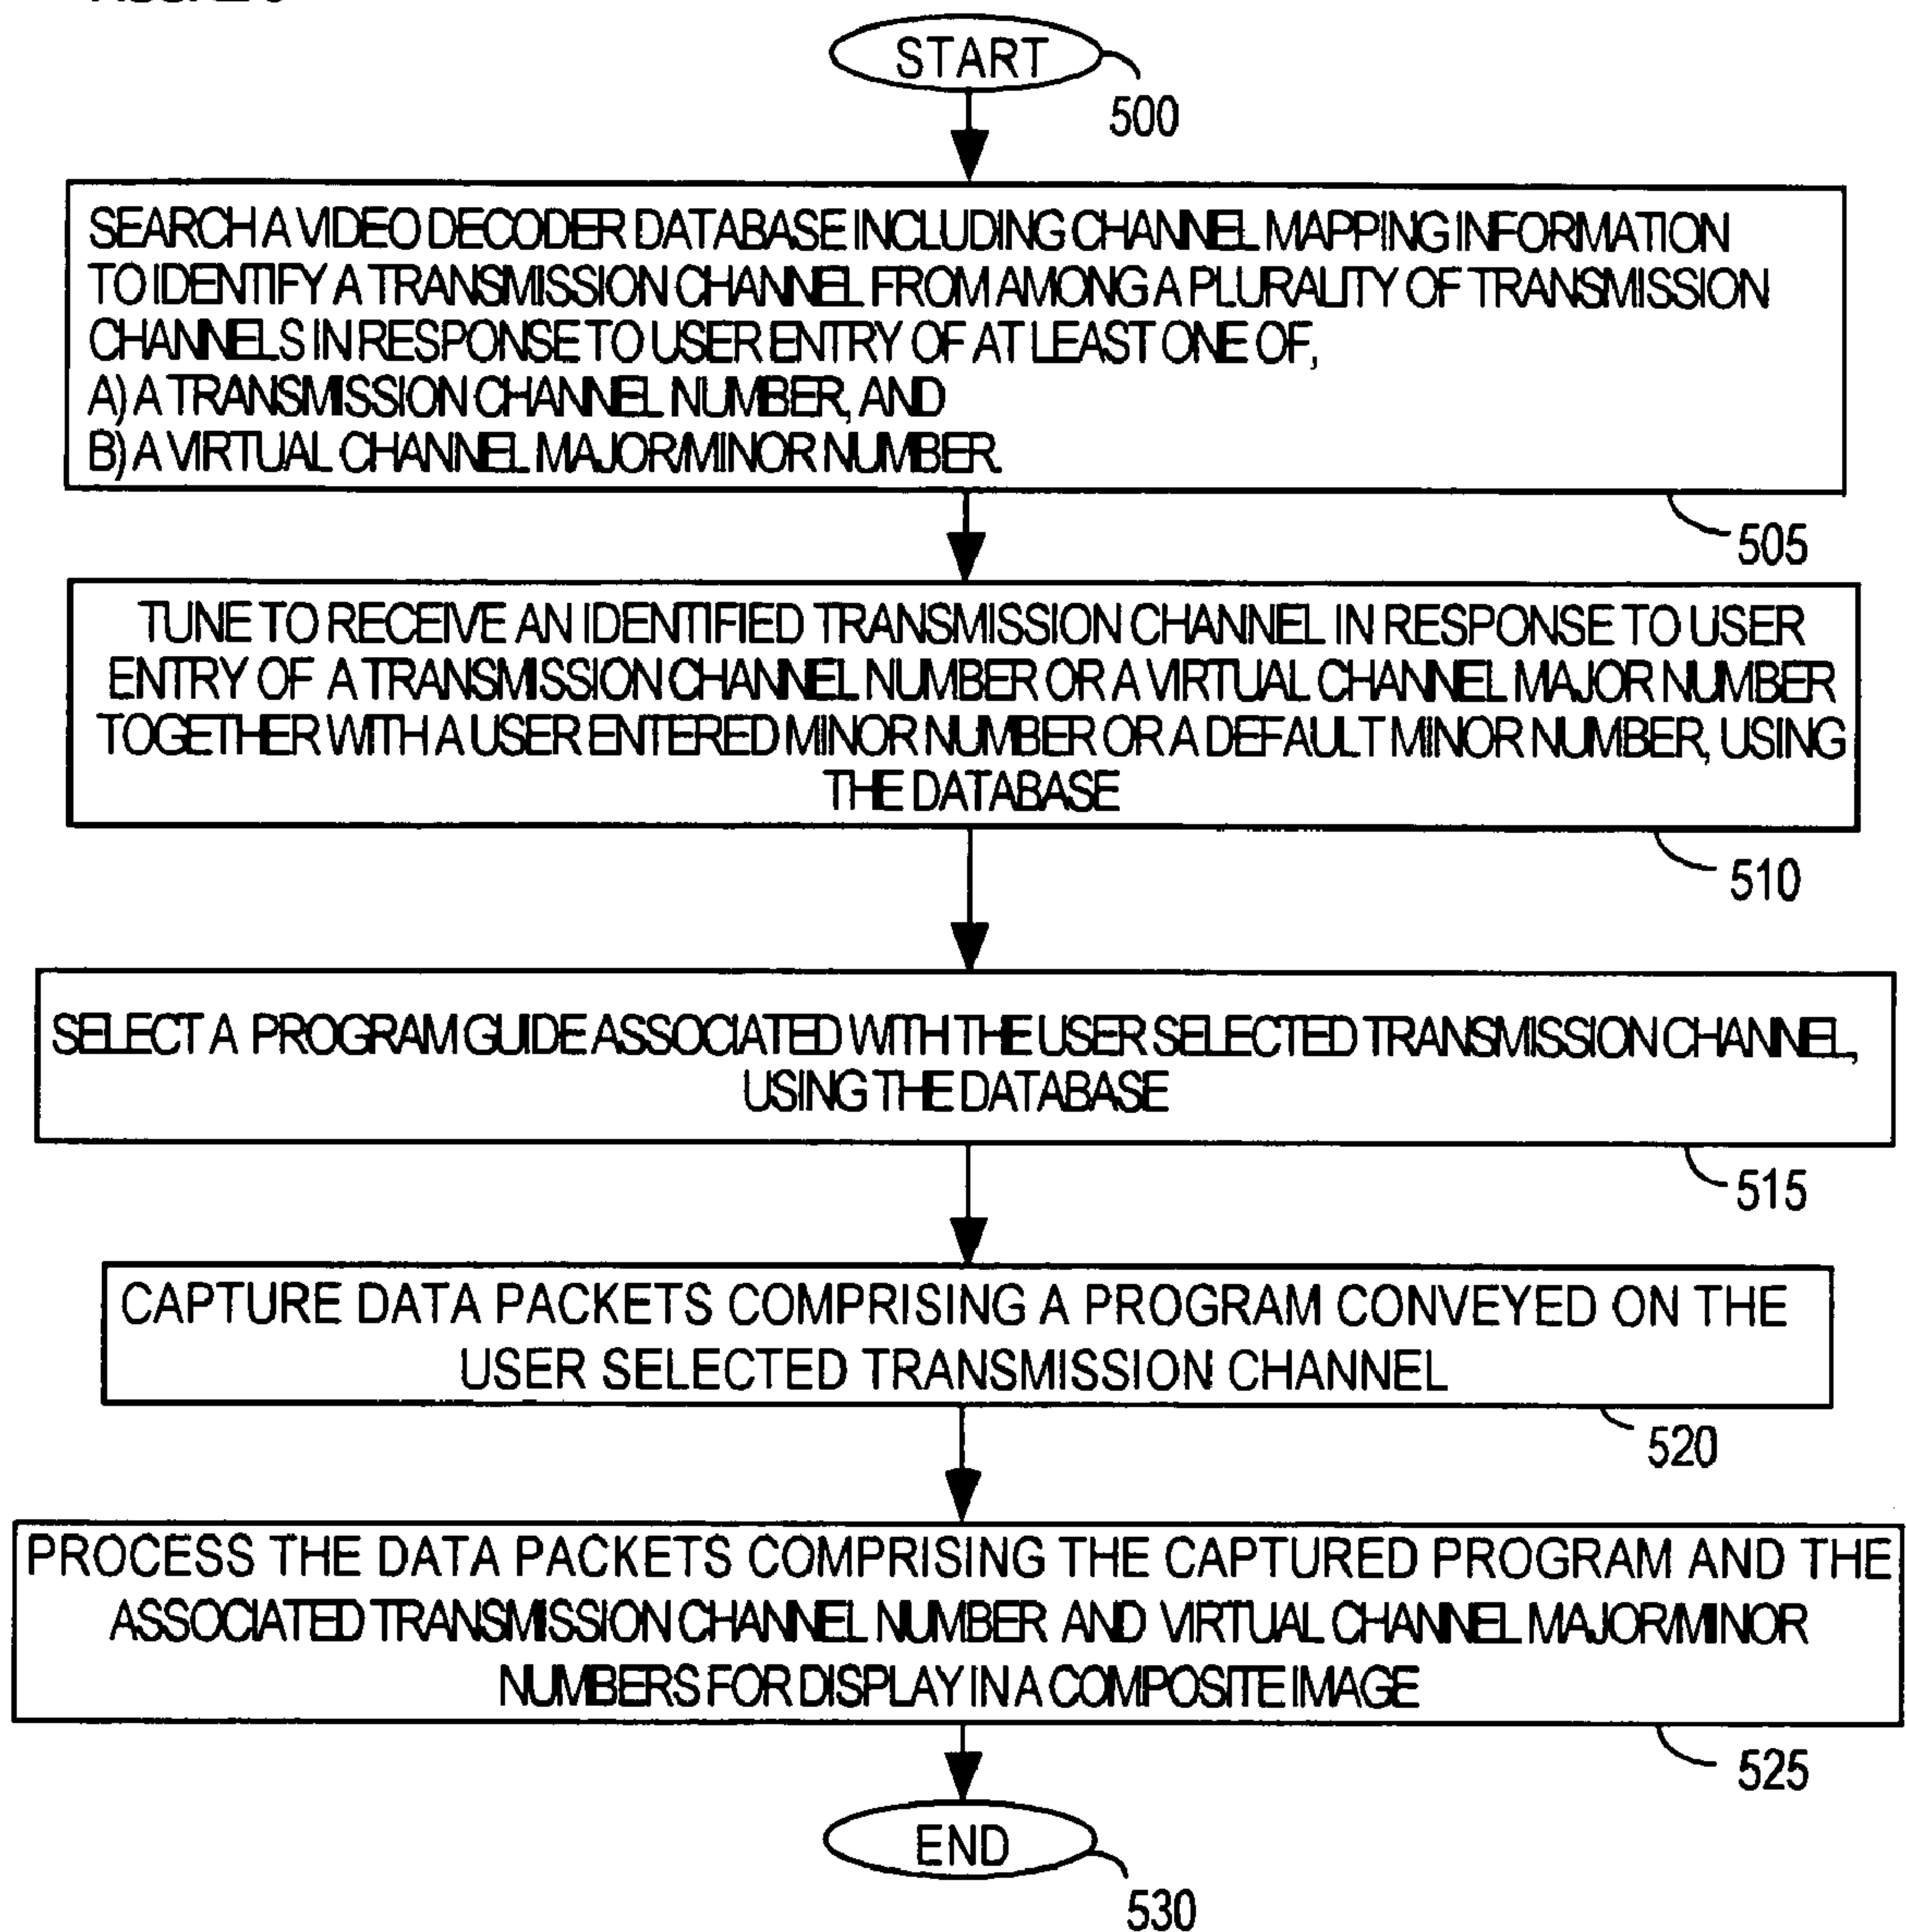 START
500
SEARCH A VIDEO DECODER DATABASE INCLUDING CHANNEL MAPPING INFORMATION
TO IDENTIFY A TRANSMISSION CHANNEL FROM AMONG A PLURALITY OF TRANSMISSION
CHANNELS IN RESPONSE TO USER ENTRY OF AT LEAST ONE OF,
A) A TRANSMISSION CHANNEL NUMBER, AND
B) A VIRTUAL CHANNEL MAJOR/MINOR NUMBER.
505
TUNE TO RECEIVE AN IDENTIFIED TRANSMISSION CHANNEL IN RESPONSE TO USER
ENTRY OF A TRANSMISSION CHANNEL NUMBER OR A VIRTUAL CHANNEL MAJOR NUMBER
TOGETHER WITH A USER ENTERED MINOR NUMBER OR A DEFAULT MINOR NUMBER, USING
THE DATABASE
510
SELECT A PROGRAM GUIDE ASSOCIATED WITH THE USER SELECTED TRANSMISSION CHANNEL,
USING THE DATABASE
515
CAPTURE DATA PACKETS COMPRISING A PROGRAM CONVEYED ON THE
USER SELECTED TRANSMISSION CHANNEL
520
PROCESS THE DATA PACKETS COMPRISING THE CAPTURED PROGRAM AND THE
ASSOCIATED TRANSMISSION CHANNEL NUMBER AND VIRTUAL CHANNEL MAJOR/MINOR
NUMBERS FOR DISPLAY IN A COMPOSITE IMAGE
525
END
530